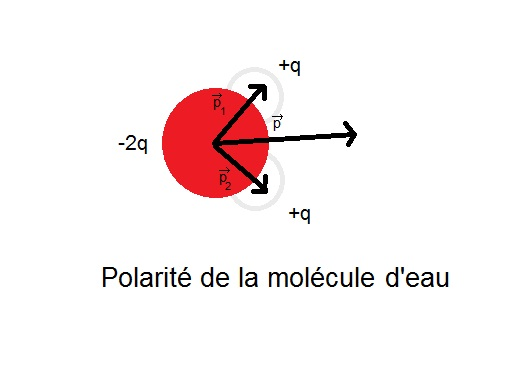 +q
p⃗1
p⃗
-2q
p⃗2
+q
Polarité de la molécule d'eau